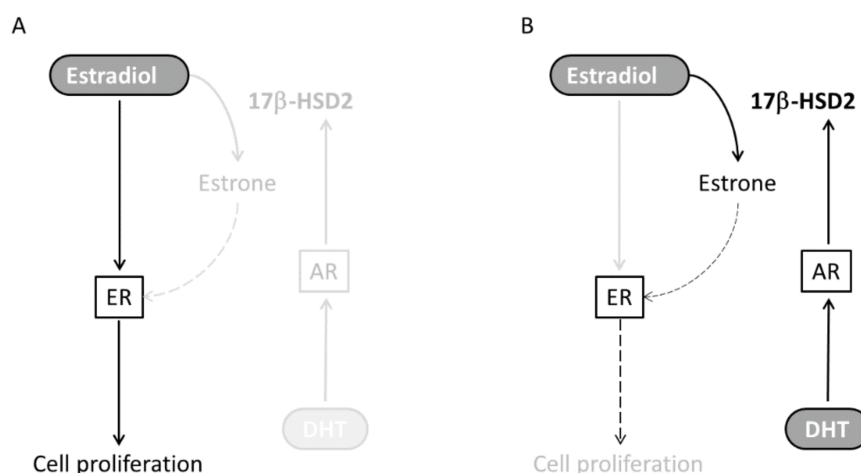 A
Estradiol
17β-HSD2
Estrone
AR
ER
DHT
Cell proliferation
B
Estradiol
17β-HSD2
Estrone
AR
ER
DHT
Cell proliferation